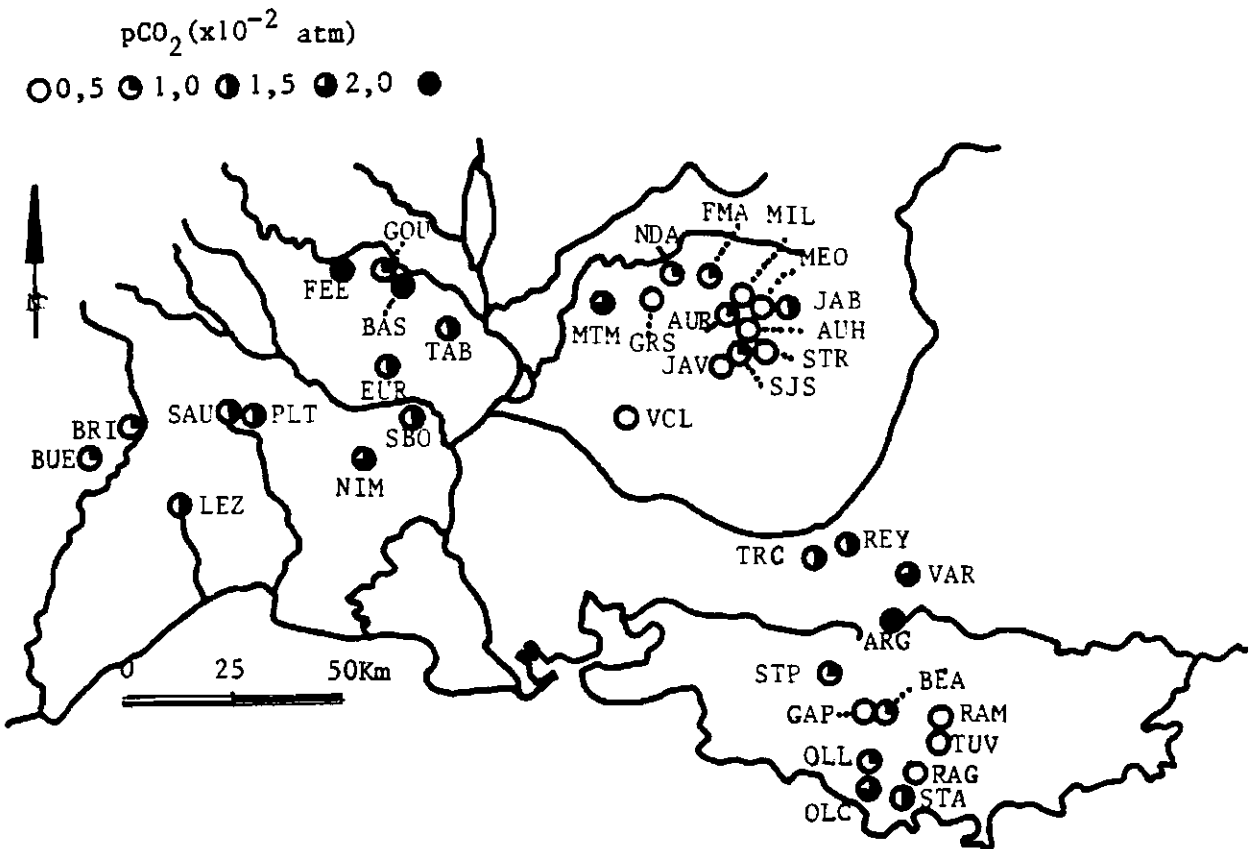 pCO2(x10-2 atm)
0,5 1,0 1,5 2,0
FMA MIL
GOU NDA MEO
FEE JAB
BAS TAB MTM GRS AUB AUH
EUR JAV STR
SJS
BRI SAU PLT SBO VCL
BUE NIM
LEZ
TRC REY
VAR
ARG
0 25 50Km
STP BEA
GAP RAM
TUV
OLL RAG
OLC STA